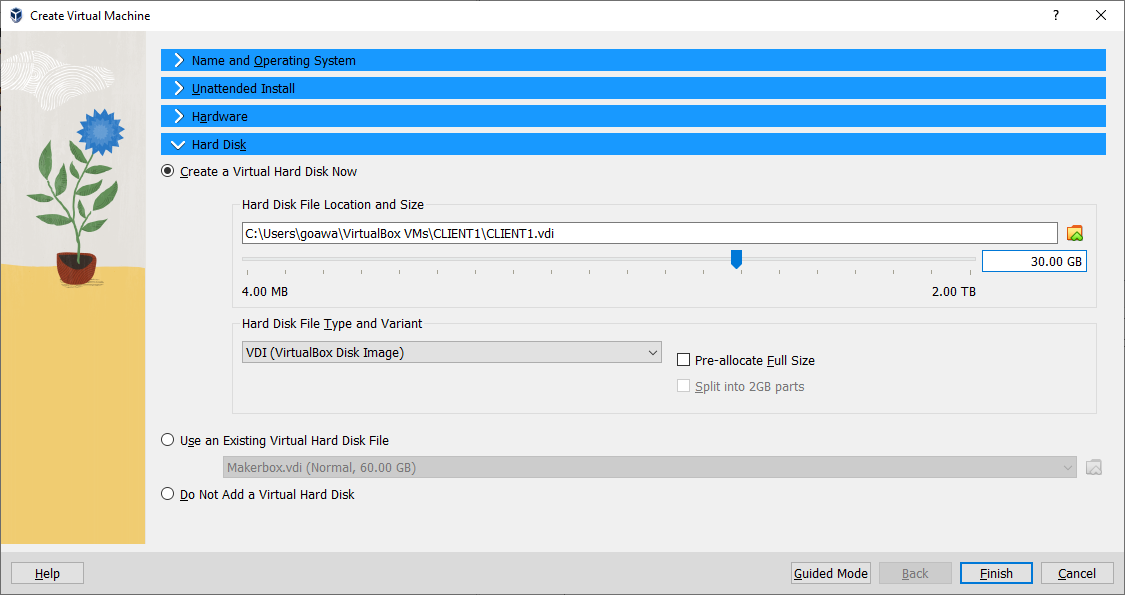 Create Virtual Machine
?
Name and Operating System
Unattended Install
Hardware
Hard Disk
Create a Virtual Hard Disk Now
Hard Disk File Location and Size
C:\Users\goawa\VirtualBox VMs\CLIENT1\CLIENT1.vdi
30.00 GB
4.00 MB 2.00 TB
Hard Disk File Type and Variant
VDI (VirtualBox Disk Image)
Pre-allocate Full Size
Split into 2GB parts
Use an Existing Virtual Hard Disk File
Makerbox.vdi (Normal, 60.00 GB)
Do Not Add a Virtual Hard Disk
Help Guided Mode Back Finish Cancel